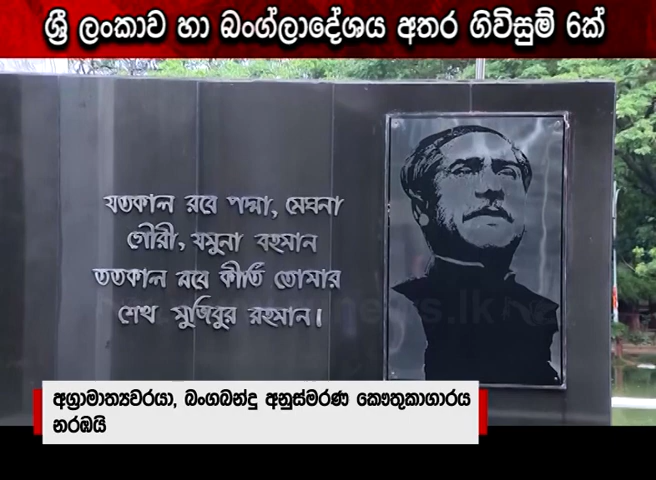 ශ්‍රී ලංකාව හා බංග්ලාදේශය අතර ගිවිසුම් 6ක්
যতকাল রবে পদ্মা, মেঘনা
গৌরী, যমুনা বহমান
ততকাল রবে কীর্তি তোমার
শেখ মুজিবুর রহমান।
අග්‍රාමාත්‍යවරයා, බංගබන්දු අනුස්මරණ කෞතුකාගාරය
නරඹයි